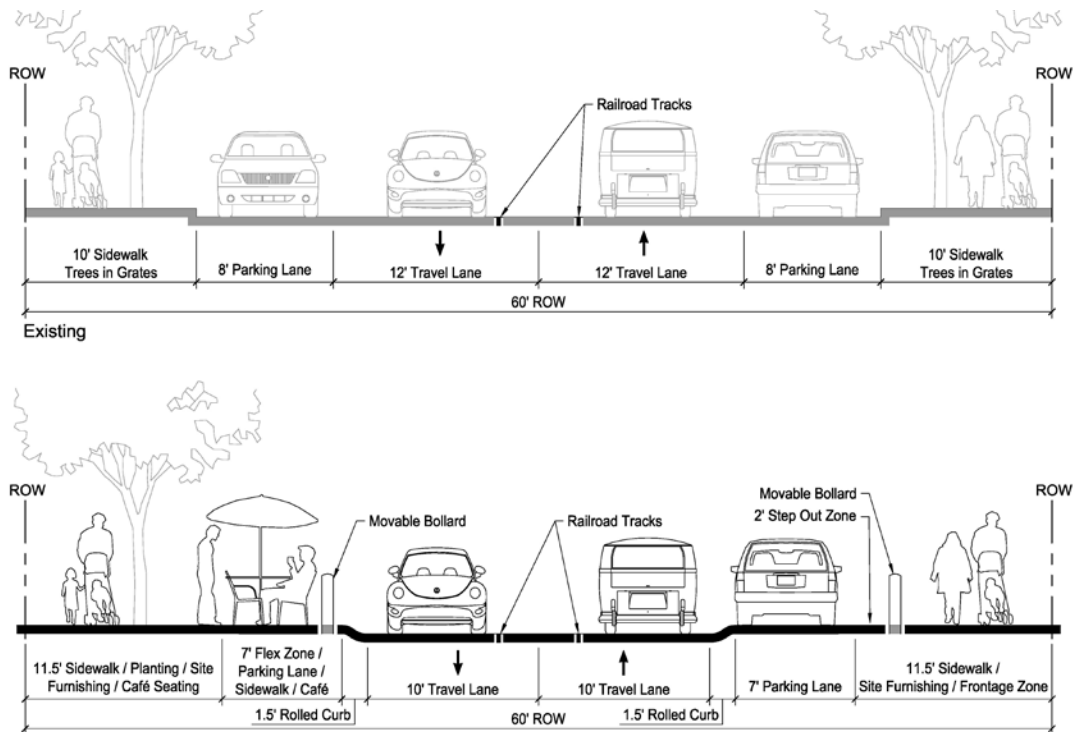 ROW
ROW
Railroad Tracks
10' Sidewalk
Trees in Grates
8' Parking Lane
12' Travel Lane
12' Travel Lane
8' Parking Lane
10' Sidewalk
Trees in Grates
60' ROW
Existing
ROW
Movable Bollard
Railroad Tracks
Movable Bollard
2' Step Out Zone
ROW
11.5' Sidewalk / Planting / Site
Furnishing / Café Seating
7' Flex Zone /
Parking Lane /
Sidewalk / Café
10' Travel Lane
10' Travel Lane
7' Parking Lane
11.5' Sidewalk /
Site Furnishing / Frontage Zone
1.5' Rolled Curb
60' ROW
1.5' Rolled Curb